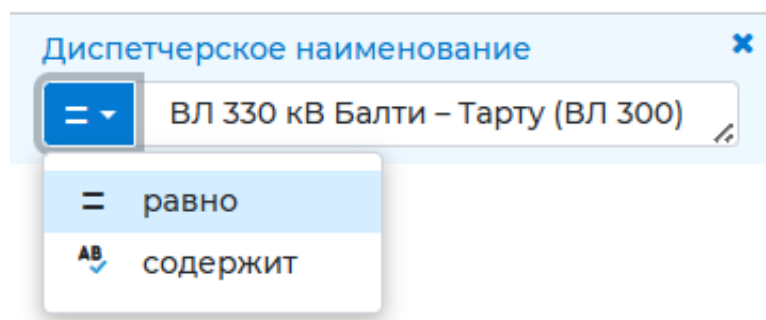 Диспетчерское наименование
= ВЛ 330 кВ Балти – Тарту (ВЛ 300)
= равно
AB содержит